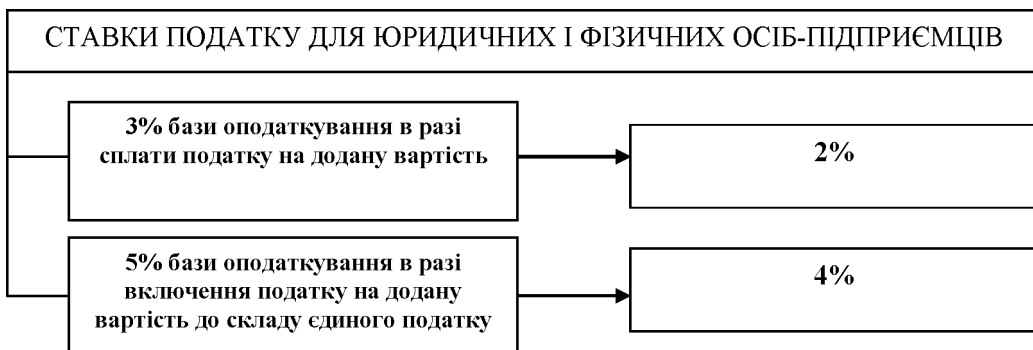 СТАВКИ ПОДАТКУ ДЛЯ ЮРИДИЧНИХ І ФІЗИЧНИХ ОСІБ-ПІДПРИЄМЦІВ
3% бази оподаткування в разі
сплати податку на додану вартість
2%
5% бази оподаткування в разі
включення податку на додану
вартість до складу єдиного податку
4%